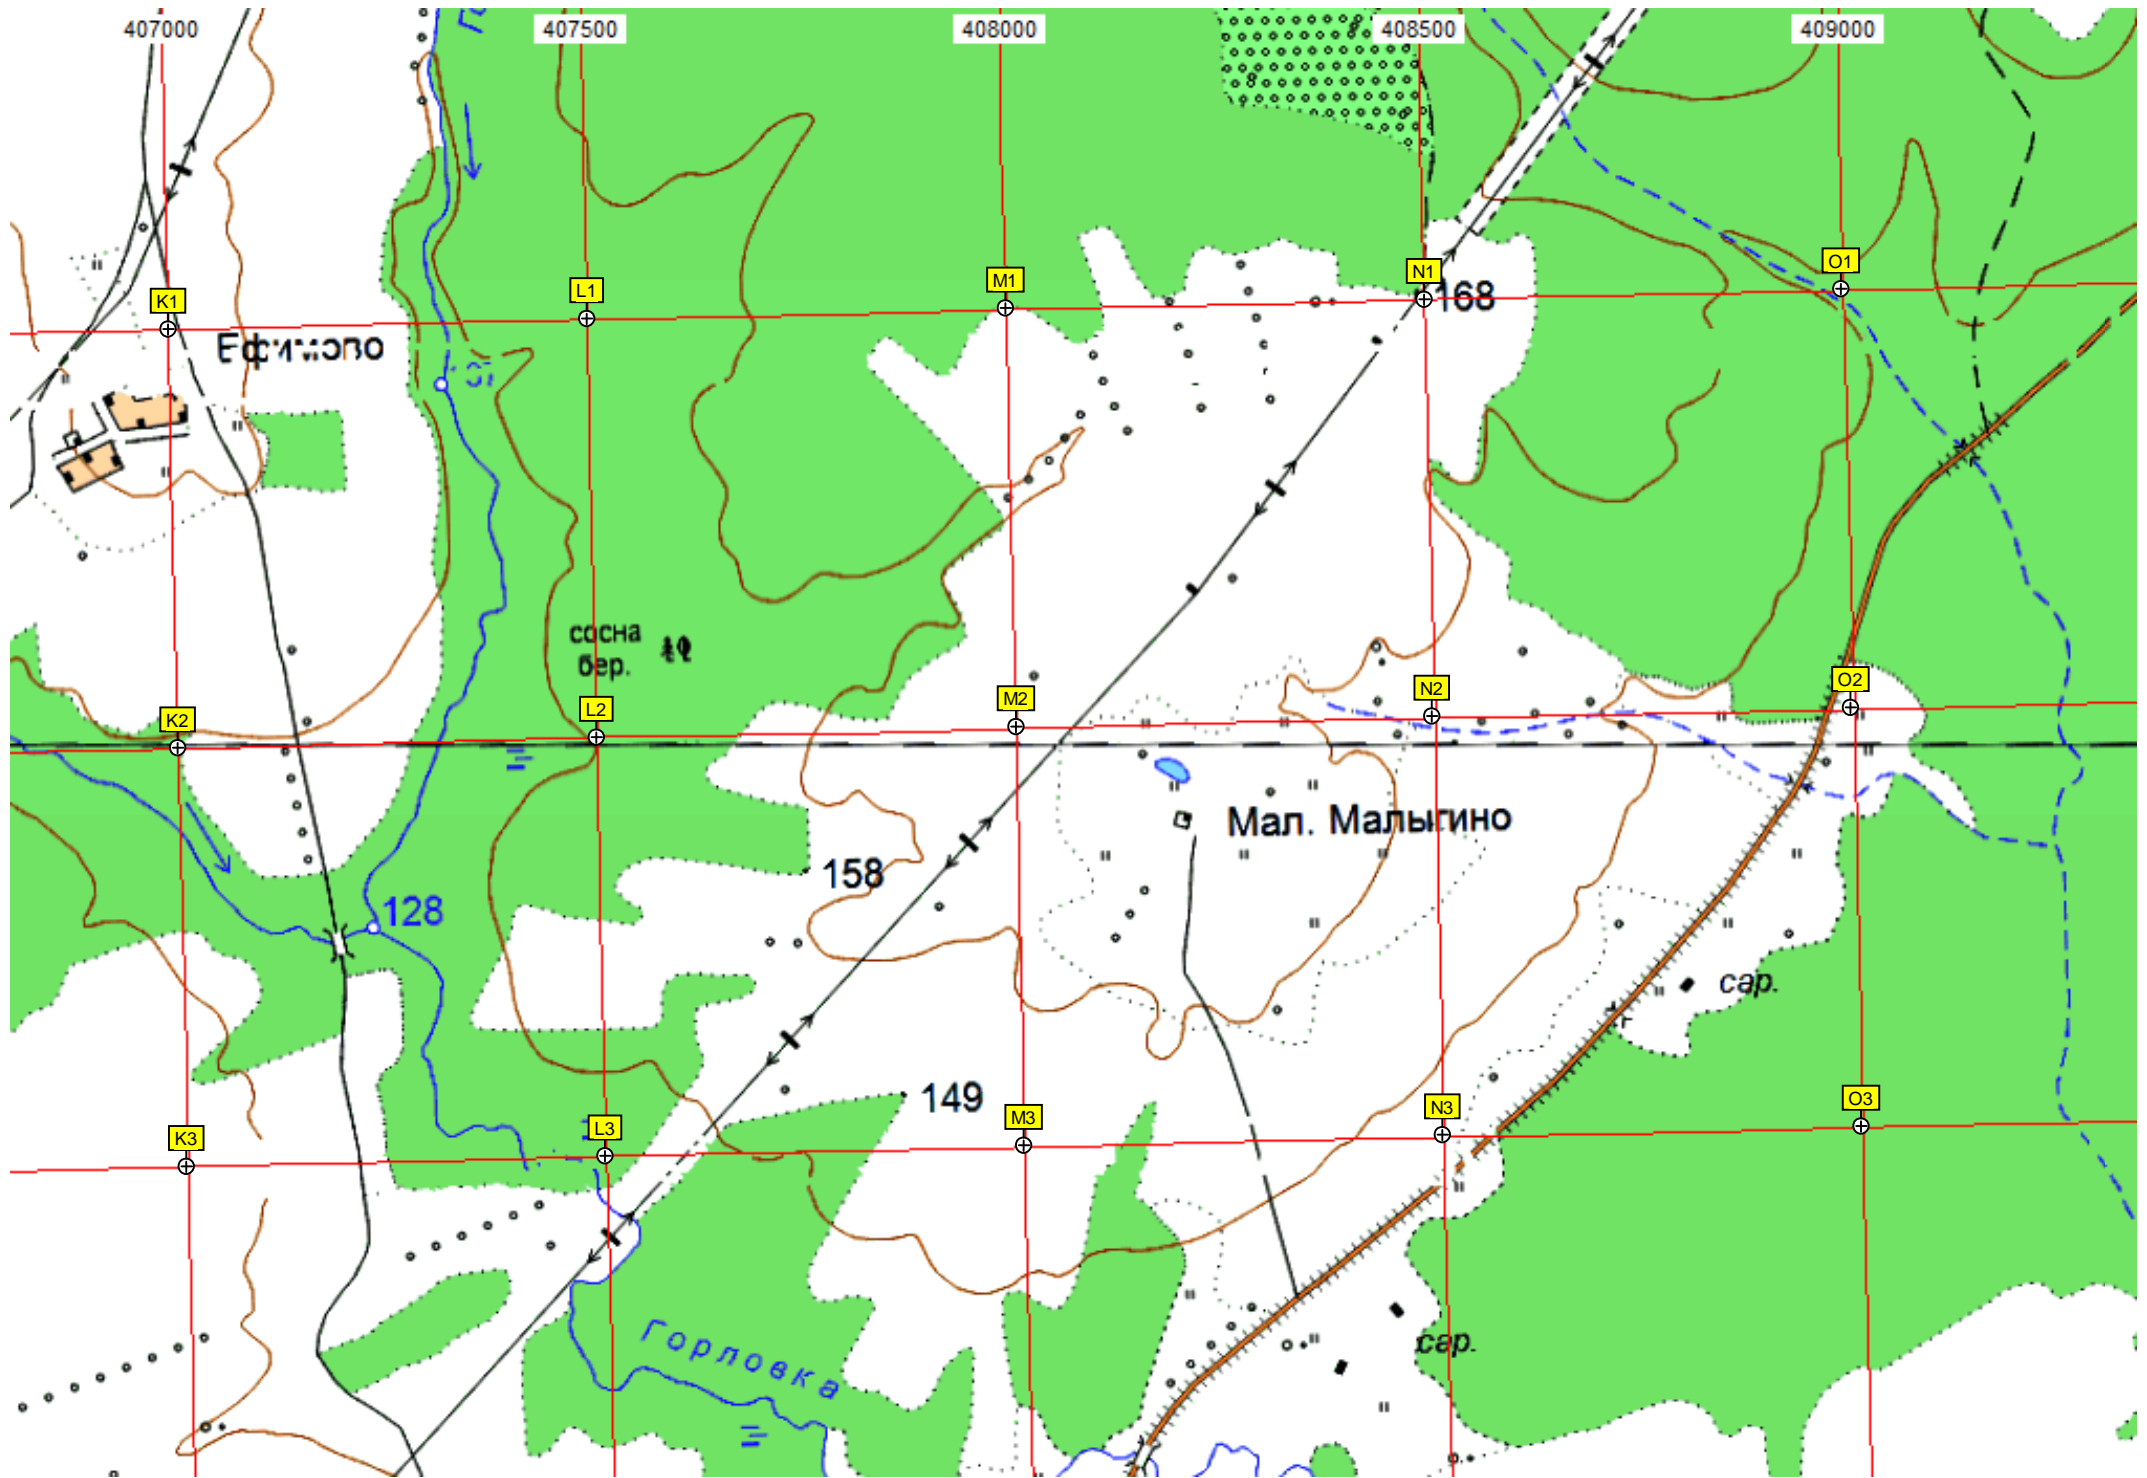 407000 407500 408000 408500 409000
K1 L1 M1 N1 O1
168
Ефимово
сосна
бер.
K2 L2 M2 N2 O2
Мал. Малыгино
158
128
сар.
149
K3 L3 M3 N3 O3
Горловка
сар.